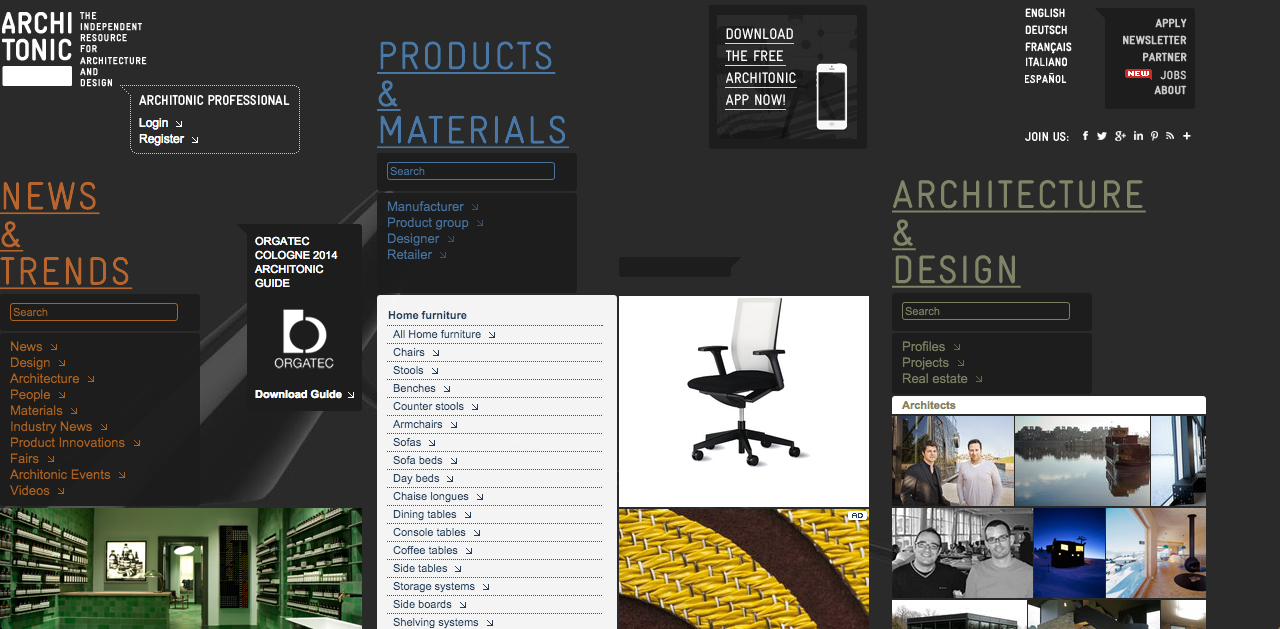 ARCHI
TONIC
THE
INDEPENDENT
RESOURCE
FOR
ARCHITECTURE
AND
DESIGN
ARCHITONIC PROFESSIONAL
Login
Register
NEWS
&
TRENDS
Search
News
Design
Architecture
People
Materials
Industry News
Product Innovations
Fairs
Architonic Events
Videos
ORGATEC
COLOGNE 2014
ARCHITONIC
GUIDE
ORGATEC
Download Guide
PRODUCTS
&
MATERIALS
Search
Manufacturer
Product group
Designer
Retailer
Home furniture
All Home furniture
Chairs
Stools
Benches
Counter stools
Armchairs
Sofas
Sofa beds
Day beds
Chaise longues
Dining tables
Console tables
Coffee tables
Side tables
Storage systems
Side boards
Shelving systems
DOWNLOAD
THE FREE
ARCHITONIC
APP NOW!
AD
ENGLISH
DEUTSCH
FRANÇAIS
ITALIANO
ESPAÑOL
APPLY
NEWSLETTER
PARTNER
NEW JOBS
ABOUT
JOIN US:
ARCHITECTURE
&
DESIGN
Search
Profiles
Projects
Real estate
Architects